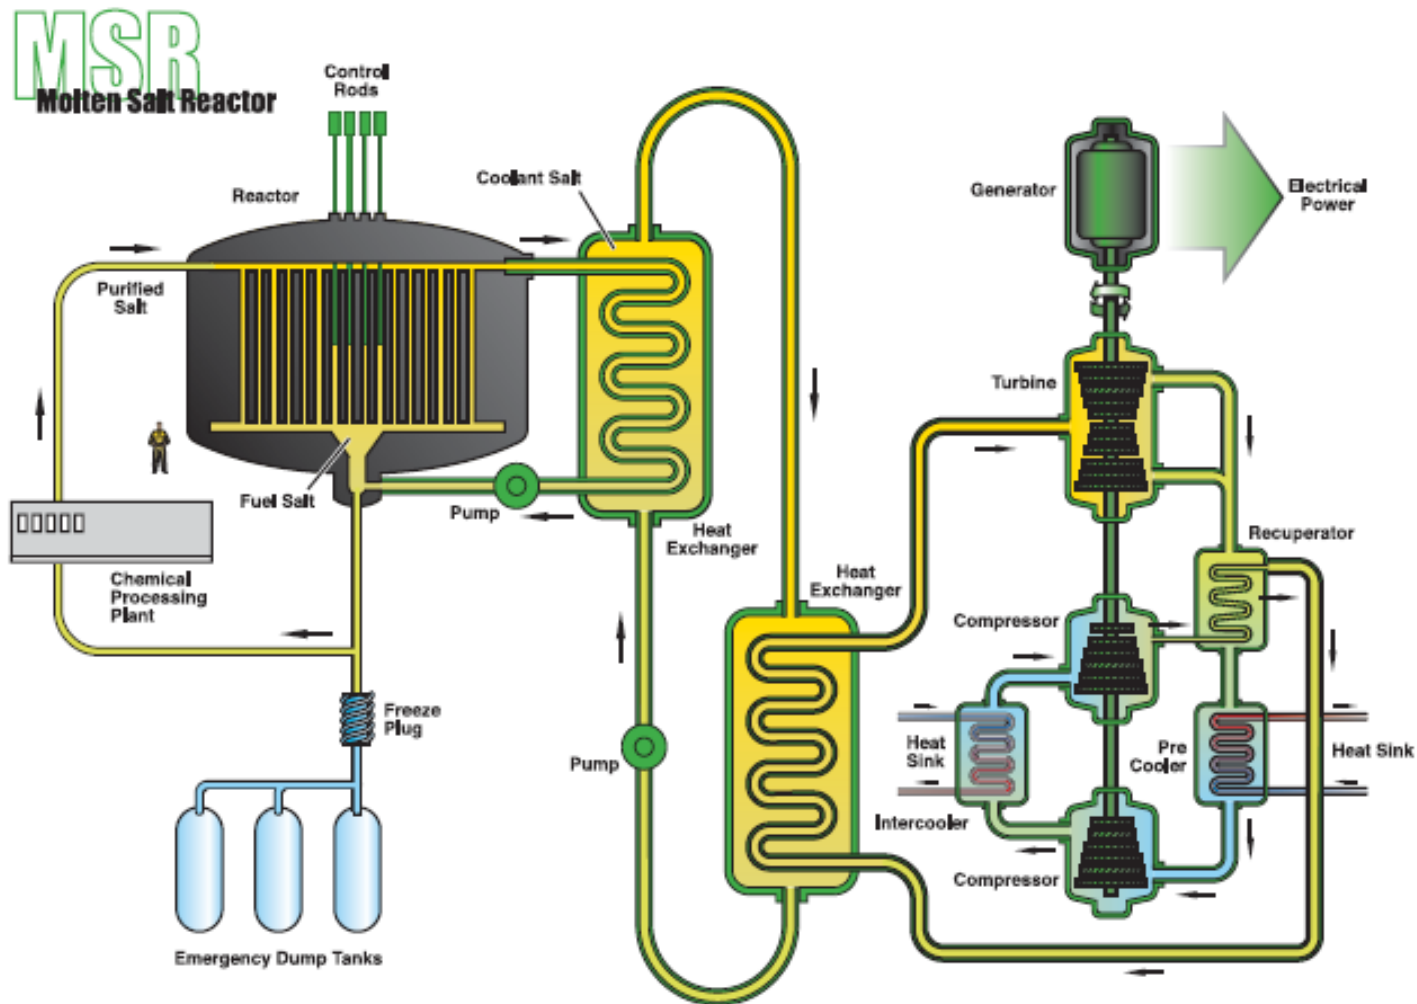 MSR
Molten Salt Reactor
Control
Rods
Reactor
Coolant Salt
Generator
Electrical
Power
Purified
Salt
Turbine
Fuel Salt
Pump
Heat
Exchanger
Recuperator
Chemical
Processing
Plant
Heat
Exchanger
Compressor
Freeze
Plug
Pump
Heat
Sink
Pre
Cooler
Heat Sink
Intercooler
Compressor
Emergency Dump Tanks